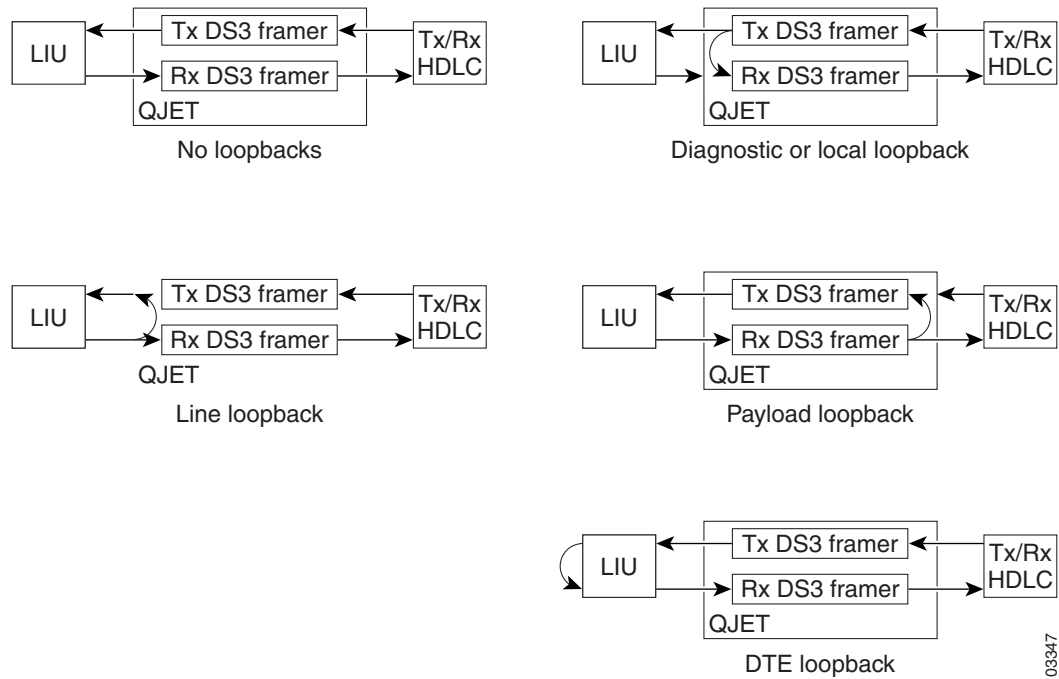 LIU
Tx DS3 framer
Rx DS3 framer
Tx/Rx
HDLC
QJET
No loopbacks
LIU
Tx DS3 framer
Rx DS3 framer
Tx/Rx
HDLC
QJET
Diagnostic or local loopback
LIU
Tx DS3 framer
Rx DS3 framer
Tx/Rx
HDLC
QJET
Line loopback
LIU
Tx DS3 framer
Rx DS3 framer
Tx/Rx
HDLC
QJET
Payload loopback
LIU
Tx DS3 framer
Rx DS3 framer
Tx/Rx
HDLC
QJET
DTE loopback
03347